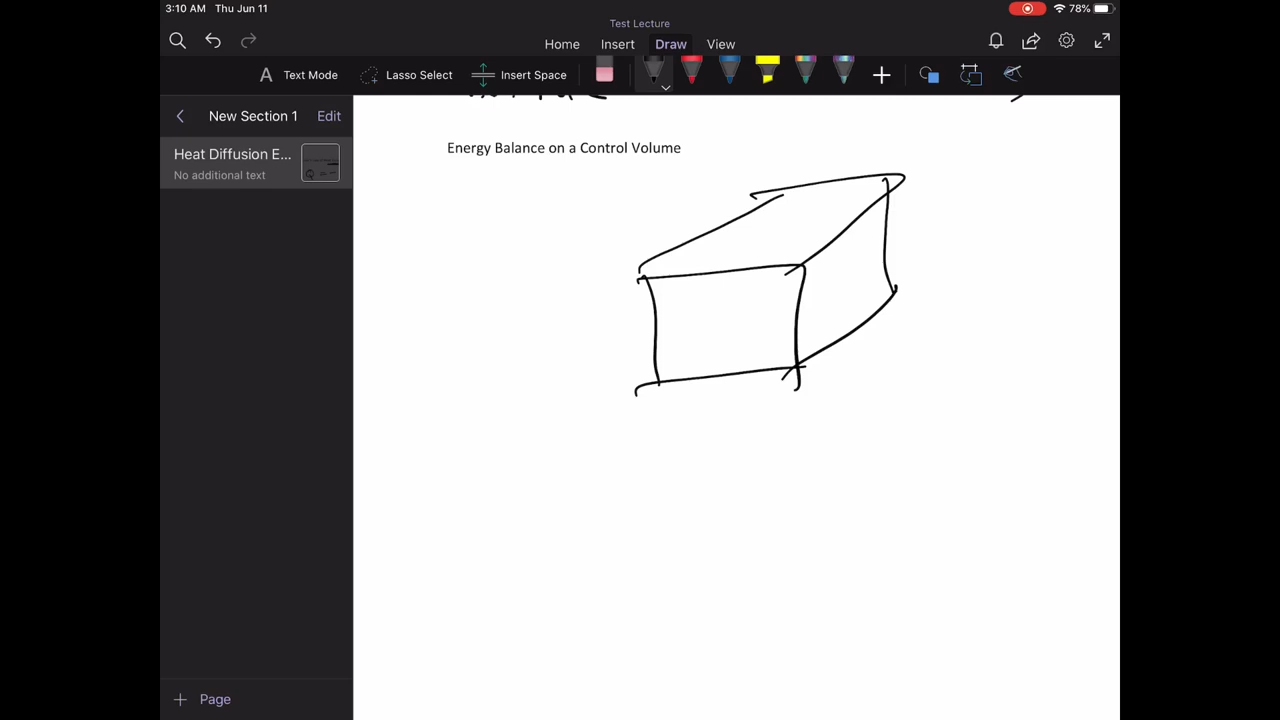 3:10 AM Thu Jun 11
78%
Test Lecture
Home Insert Draw View
Text Mode Lasso Select Insert Space
New Section 1 Edit
Heat Diffusion E...
No additional text
Energy Balance on a Control Volume
Page